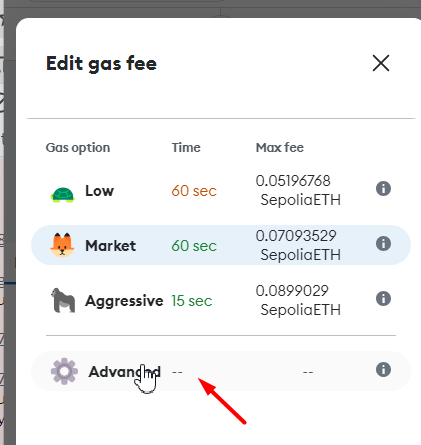 Edit gas fee
Gas option Time Max fee
Low 60 sec 0.05196768 SepoliaETH
Market 60 sec 0.07093529 SepoliaETH
Aggressive 15 sec 0.0899029 SepoliaETH
-- --